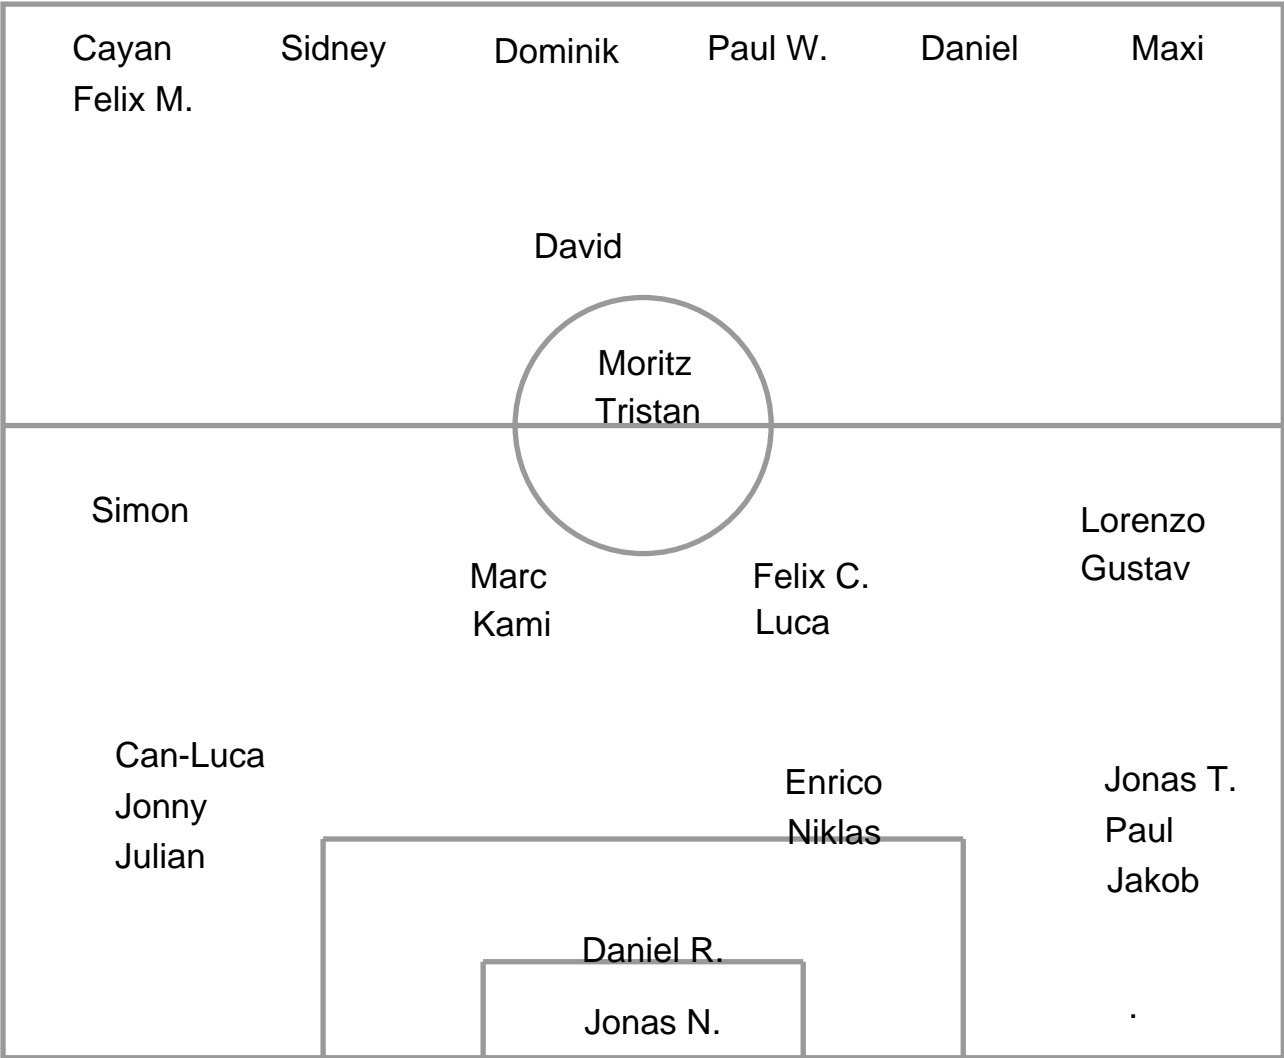 Cayan
Sidney
Dominik
Paul W.
Daniel
Maxi
Felix M.
David
Moritz
Tristan
Simon
Lorenzo
Gustav
Marc
Kami
Felix C.
Luca
Can-Luca
Jonny
Julian
Enrico
Niklas
Jonas T.
Paul
Jakob
Daniel R.
Jonas N.
.